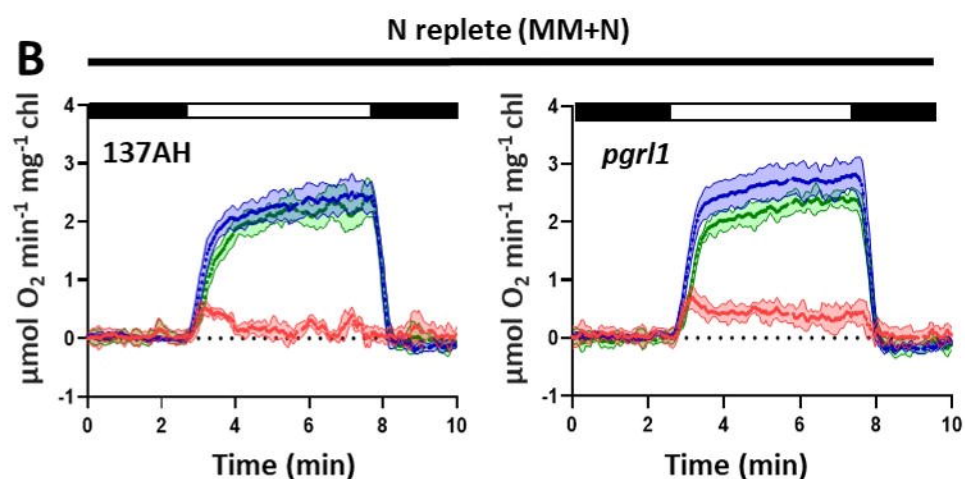 N replete (MM+N)
B
137AH
pgrl1
4
3
2
1
0
-1
0 2 4 6 8 10
Time (min)
µmol O₂ min⁻¹ mg⁻¹ chl
4
3
2
1
0
-1
0 2 4 6 8 10
Time (min)
µmol O₂ min⁻¹ mg⁻¹ chl